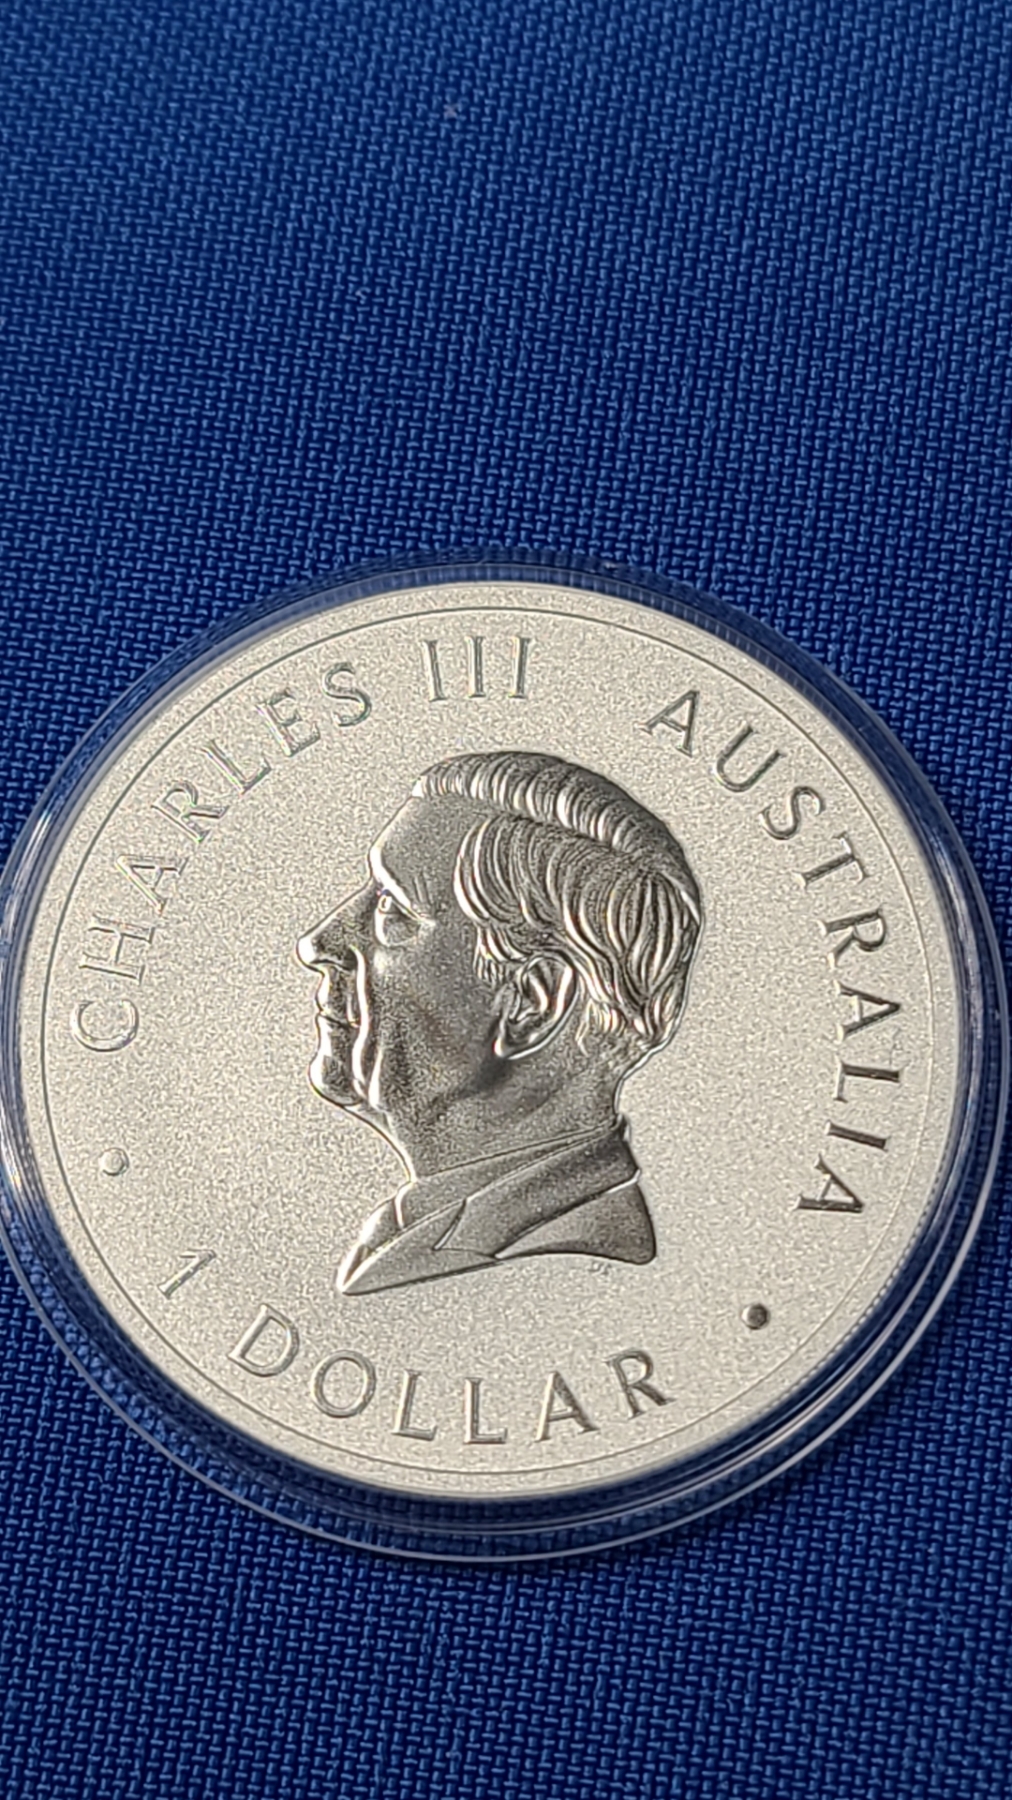 CHARLES III AUSTRALIA
• 1 DOLLAR •